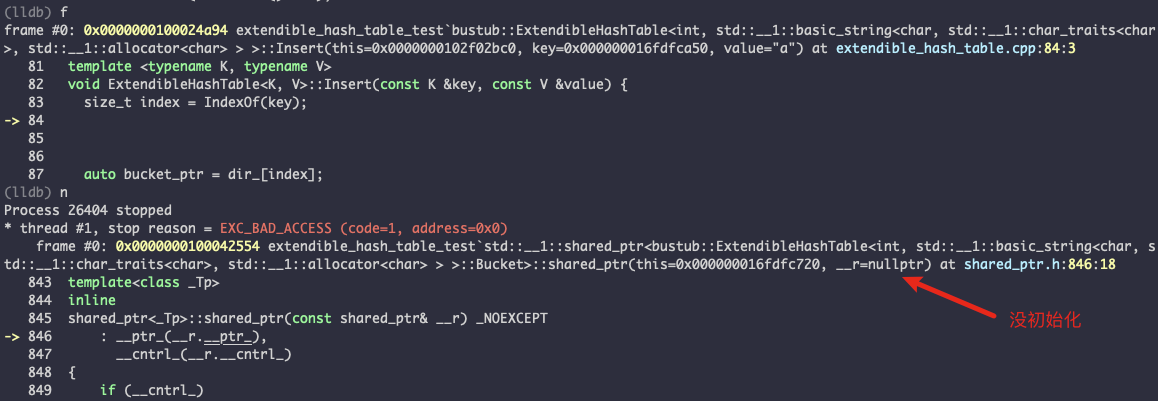 (lldb) f
frame #0: 0x0000000100024a94 extendible_hash_table_test`bustub::ExtendibleHashTable<int, std::__1::basic_string<char, std::__1::char_traits<char
>, std::__1::allocator<char> > >::Insert(this=0x0000000102f02bc0, key=0x000000016fdfca50, value="a") at extendible_hash_table.cpp:84:3
81 template <typename K, typename V>
82 void ExtendibleHashTable<K, V>::Insert(const K &key, const V &value) {
83 size_t index = IndexOf(key);
-> 84
85
86
87 auto bucket_ptr = dir_[index];
(lldb) n
Process 26404 stopped
* thread #1, stop reason = EXC_BAD_ACCESS (code=1, address=0x0)
frame #0: 0x0000000100042554 extendible_hash_table_test`std::__1::shared_ptr<bustub::ExtendibleHashTable<int, std::__1::basic_string<char, s
td::__1::char_traits<char>, std::__1::allocator<char> > >::Bucket>::shared_ptr(this=0x000000016fdfc720, __r=nullptr) at shared_ptr.h:846:18
843 template<class _Tp>
844 inline
845 shared_ptr<_Tp>::shared_ptr(const shared_ptr& __r) _NOEXCEPT
-> 846 : __ptr_(__r.__ptr_),
847 __cntrl_(__r.__cntrl_)
848 {
849 if (__cntrl_)
没初始化